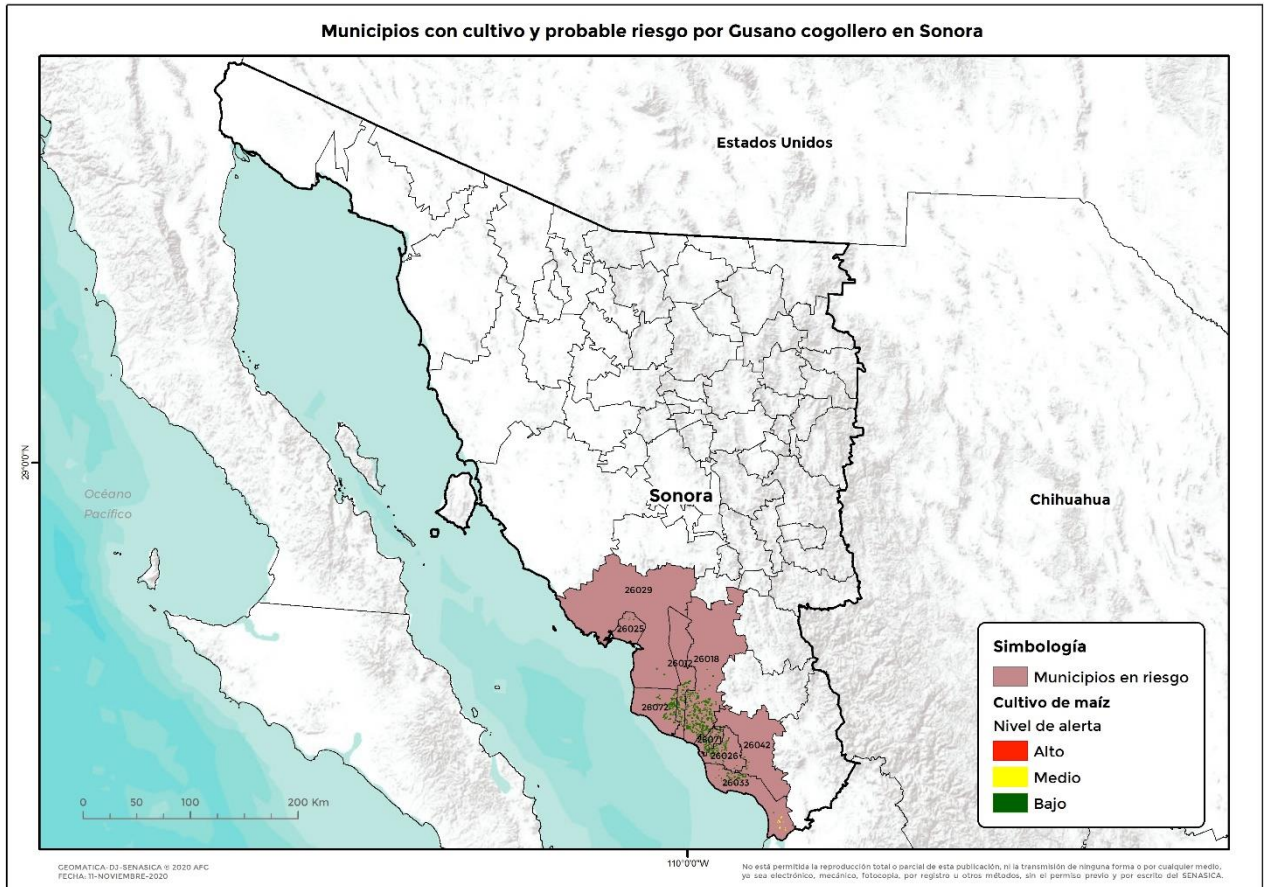 Municipios con cultivo y probable riesgo por Gusano cogollero en Sonora
Estados Unidos
29°0'0"N
Océano
Pacífico
Sonora
Chihuahua
26029
26025
26012
26018
26072
26071
26026
26042
26033
Simbología
Municipios en riesgo
Cultivo de maíz
Nivel de alerta
Alto
Medio
Bajo
0 50 100 200 Km
110°0'0"W
GEOMATICA-DJ-SENASICA © 2020 AFC
FECHA: 11-NOVIEMBRE-2020
No está permitida la reproducción total o parcial de esta publicación, ni la transmisión de ninguna forma o por cualquier medio,
ya sea electrónico, mecánico, fotocopia, por registro u otros métodos, sin el permiso previo y por escrito del SENASICA.